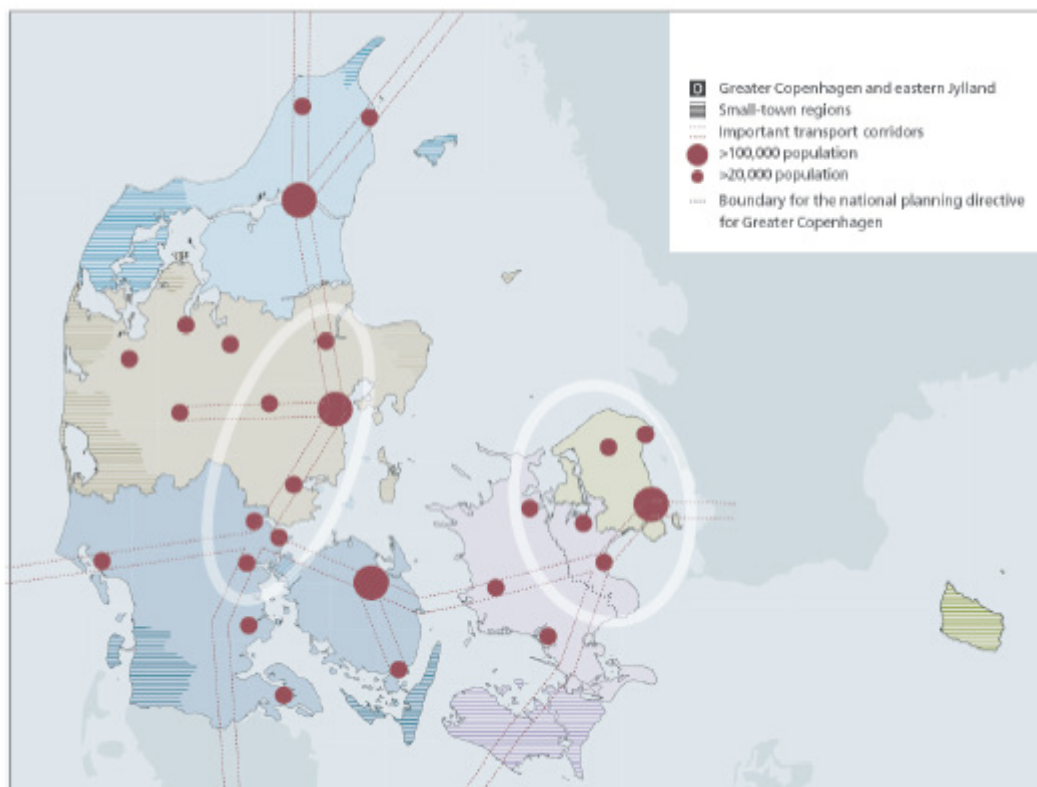 Greater Copenhagen and eastern Jylland
Small-town regions
Important transport corridors
>100,000 population
>20,000 population
Boundary for the national planning directive
for Greater Copenhagen